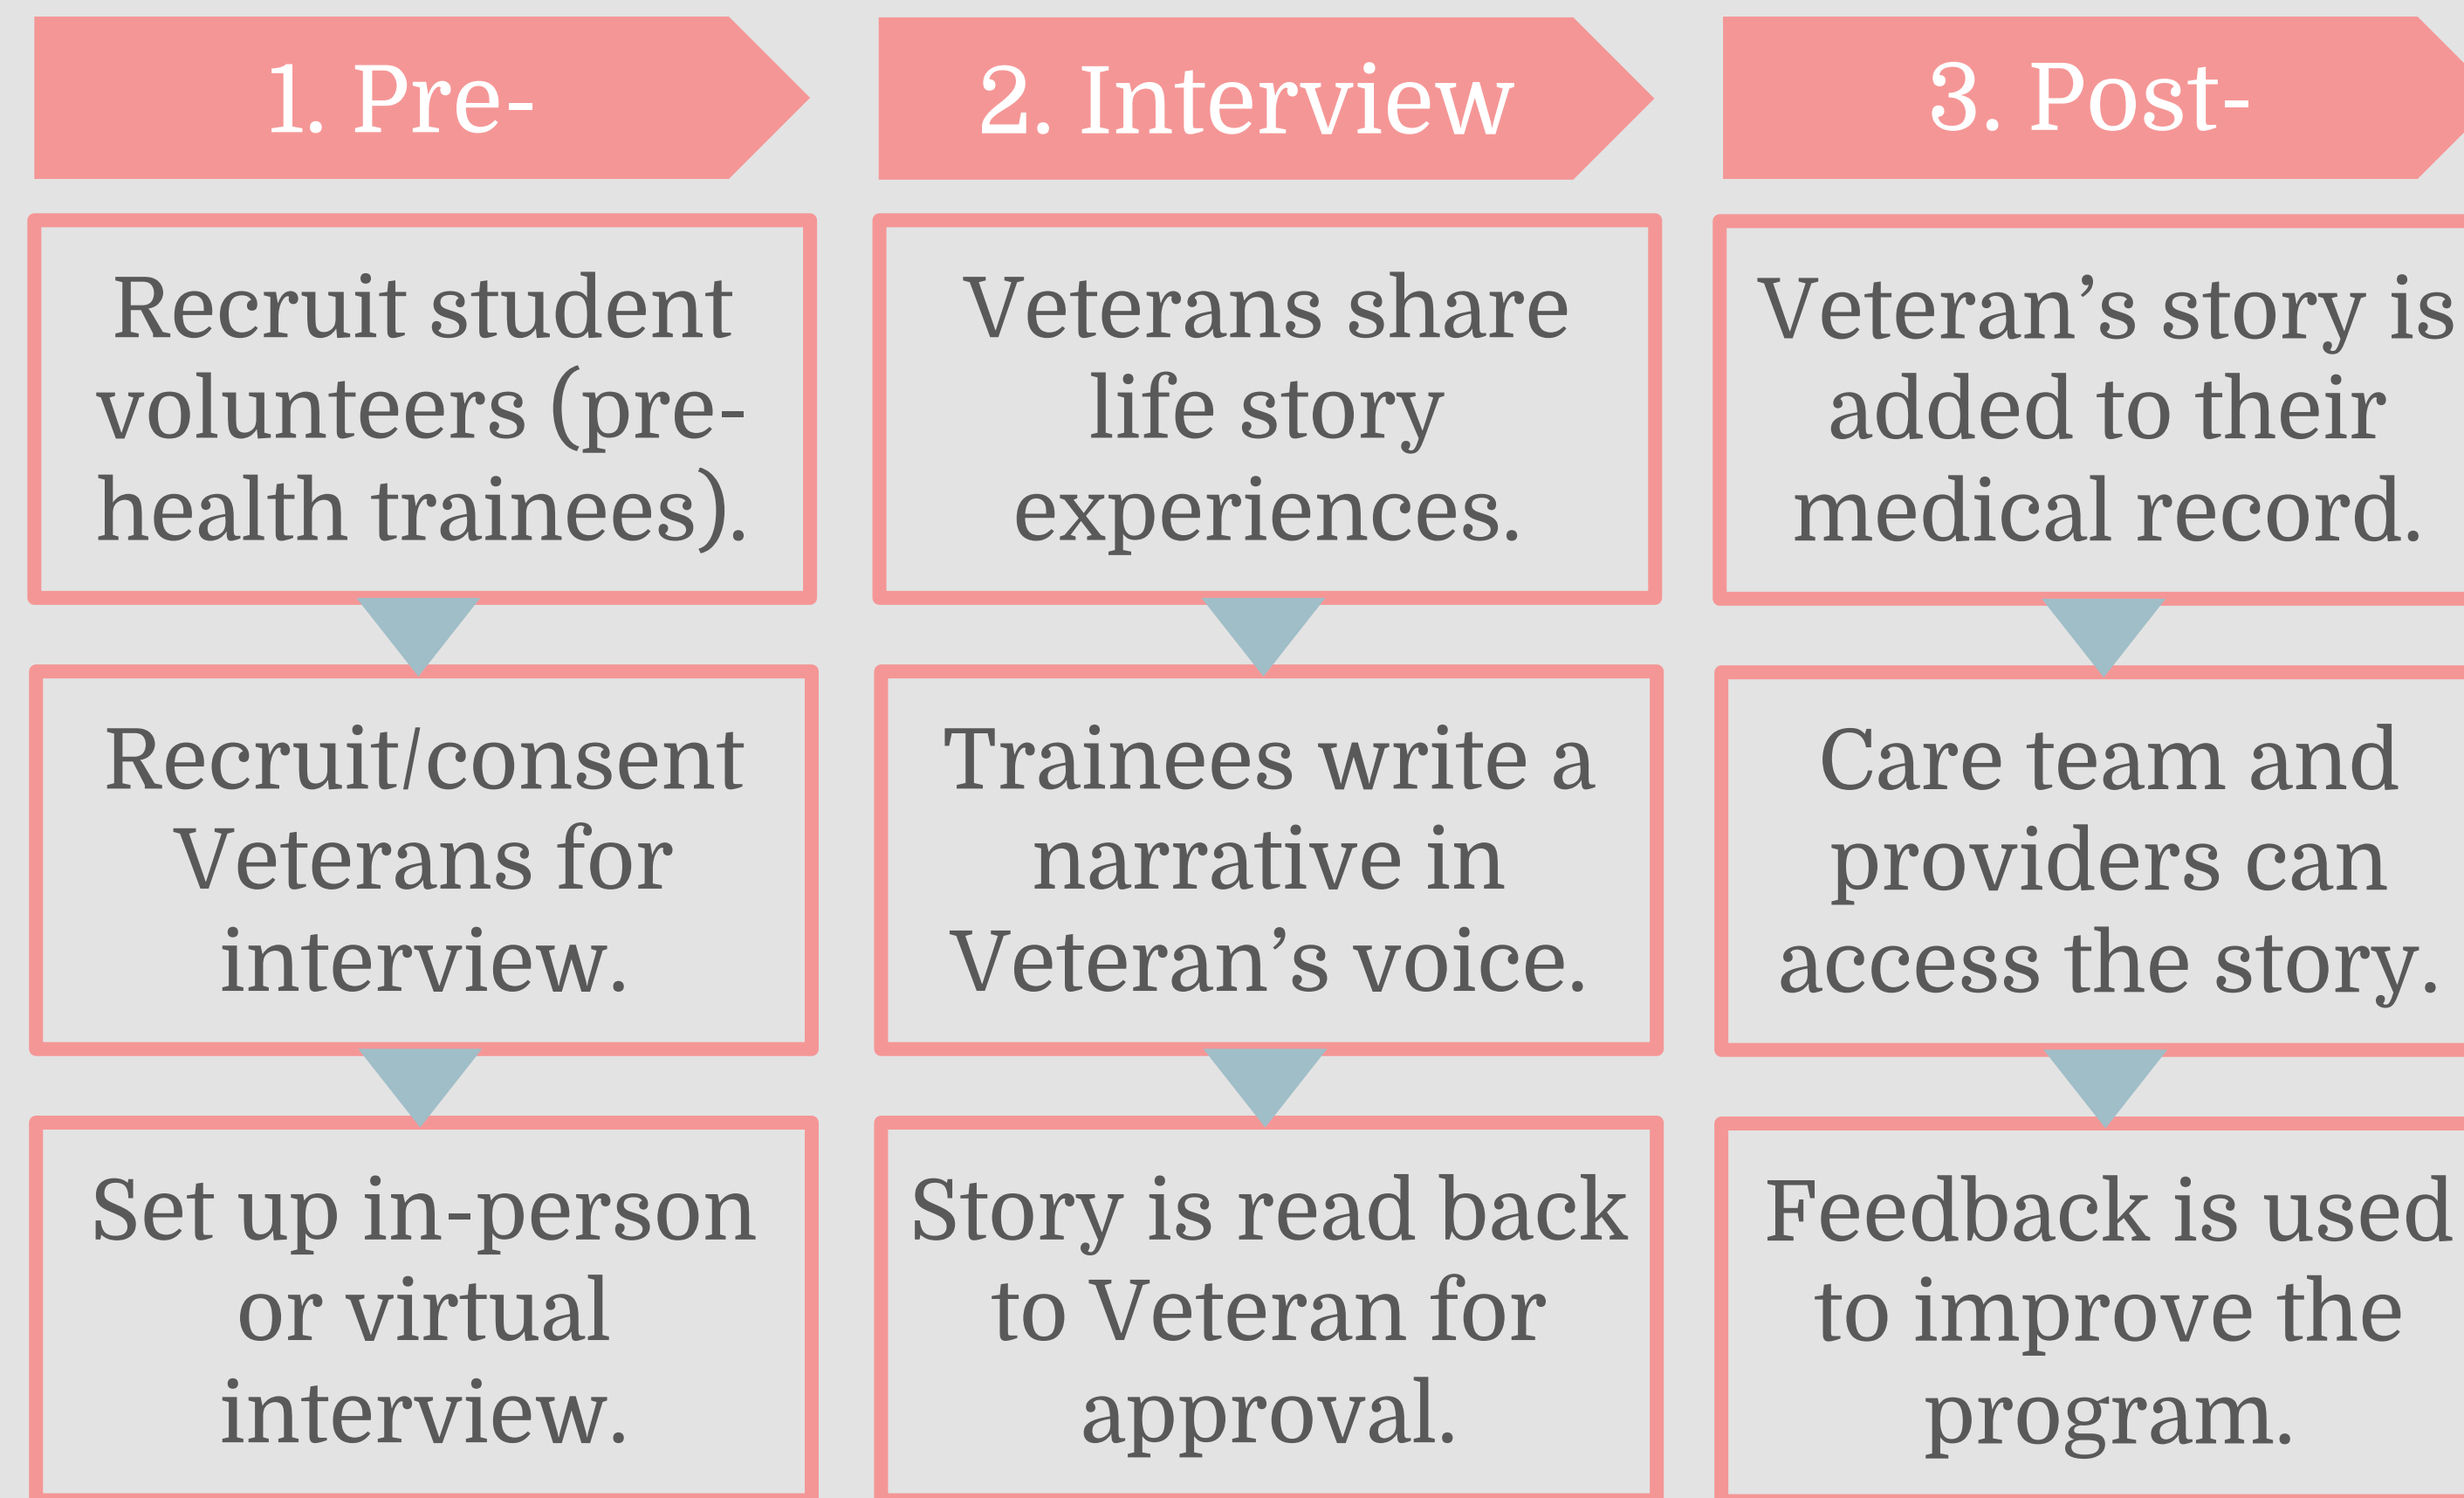 1. Pre-
Recruit student
volunteers (pre-
health trainees).
Recruit/consent
Veterans for
interview.
Set up in-person
or virtual
interview.
2. Interview
Veterans share
life story
experiences.
Trainees write a
narrative in
Veteran’s voice.
Story is read back
to Veteran for
approval.
3. Post-
Veteran’s story is
added to their
medical record.
Care team and
providers can
access the story.
Feedback is used
to improve the
program.